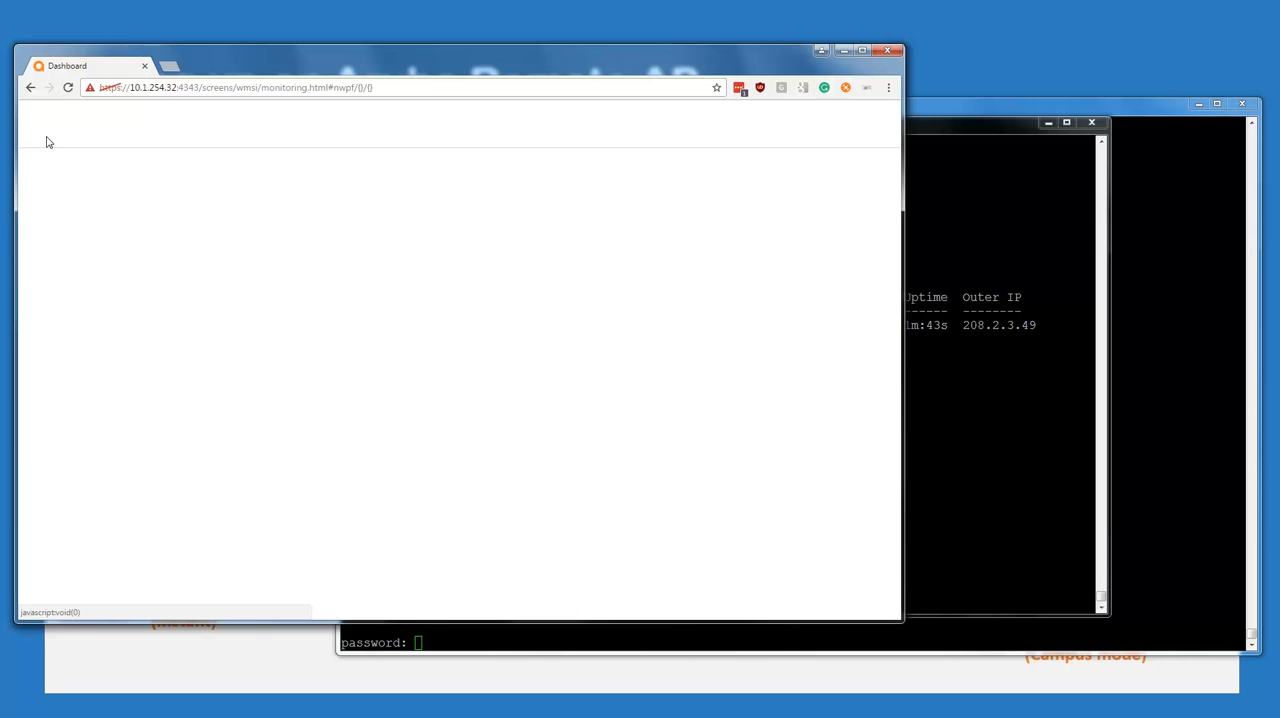 Dashboard
https://10.1.254.32:4343/screens/wmsi/monitoring.html#nwpf/{}/{}
1
Uptime Outer IP
------ --------
1m:43s 208.2.3.49
javascript:void(0)
password:
(Campus mode)